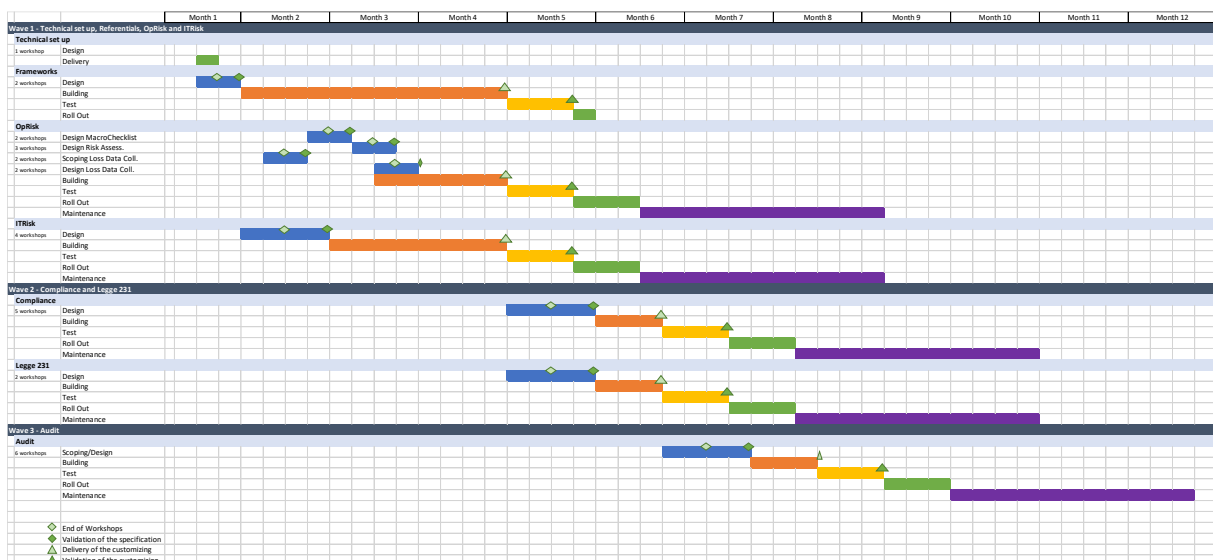 Month 1 Month 2 Month 3 Month 4 Month 5 Month 6 Month 7 Month 8 Month 9 Month 10 Month 11 Month 12
Wave 1 - Technical set up, Referentials, OpRisk and ITRisk
Technical set up
1 workshop Design
Delivery
Frameworks
2 workshops Design
Building
Test
Roll Out
OpRisk
2 workshops Design MacroChecklist
3 workshops Design Risk Assess.
2 workshops Scoping Loss Data Coll.
2 workshops Design Loss Data Coll.
Building
Test
Roll Out
Maintenance
ITRisk
4 workshops Design
Building
Test
Roll Out
Maintenance
Wave 2 - Compliance and Legge 231
Compliance
5 workshops Design
Building
Test
Roll Out
Maintenance
Legge 231
2 workshops Design
Building
Test
Roll Out
Maintenance
Wave 3 - Audit
Audit
6 workshops Scoping/Design
Building
Test
Roll Out
Maintenance
End of Workshops
Validation of the specification
Delivery of the customizing
Validation of the customizing